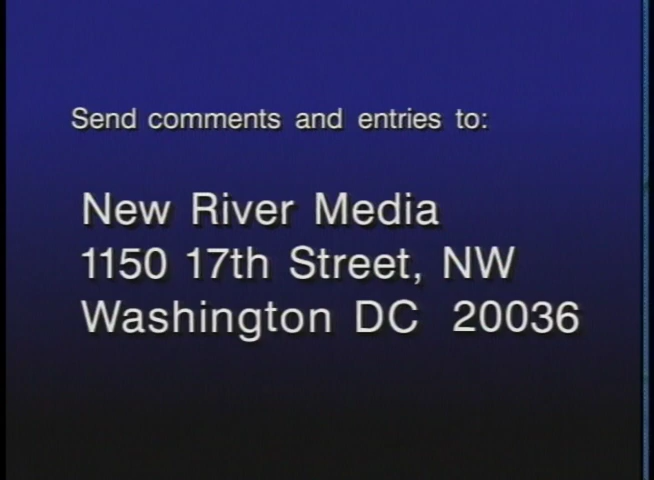 Send comments and entries to:
New River Media
1150 17th Street, NW
Washington DC 20036